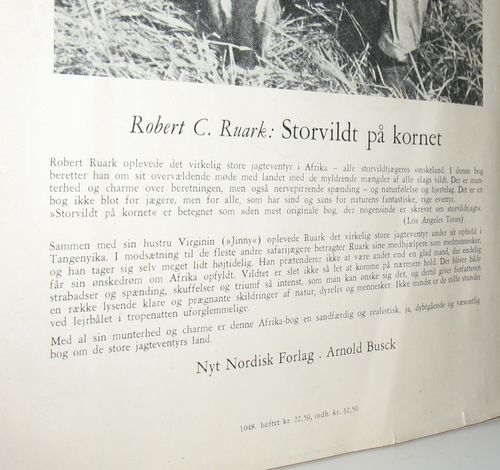 Robert C. Ruark: Storvildt på kornet
Robert Ruark oplevede det virkelig store jagteventyr i Afrika – alle storvildtjægeres ønskeland. I denne bog
beretter han om sit overvældende møde med landet med de myldrende mængder af alle slags vildt. Der er mun-
terhed og charme over beretningen, men også nervepirrende spænding – og naturfølelse og hjertelag. Det er en
bog ikke blot for jægere, men for alle, som har sind og sans for naturens fantastiske, rige eventyr.
»Storvildt på kornet« er betegnet som »den mest originale bog, der nogensinde er skrevet om storvildtjagt«.
(Los Angeles Times).
Sammen med sin hustru Virginin (»Jinny«) oplevede Ruark det virkelig store jagteventyr under sit ophold i
Tangenyika. I modsætning til de fleste andre safarijægere betragter Ruark sine medhjælpere som medmennesker,
og han tager sig selv meget lidt højtidelig. Han prætenderer ikke at være andet end en glad mand, der endelig
får sin ønskedrøm om Afrika opfyldt. Vildtet er slet ikke så let at komme på nærmere hold. Der bliver både
strabadser og spænding, skuffelser og triumf så intenst, som man kan ønske sig det, og dertil giver forfatteren
en række lysende klare og prægnante skildringer af natur, dyreliv og mennesker. Ikke mindst er de stille stunder
ved lejrbålet i tropenatten uforglemmelige.
Med al sin munterhed og charme er denne Afrika-bog en sandfærdig og realistisk, ja, dybtgående og væsentlig
bog om de store jagteventyrs land.
Nyt Nordisk Forlag . Arnold Busck
1048. heftet kr. 22,50, indb. kr. 32,50.